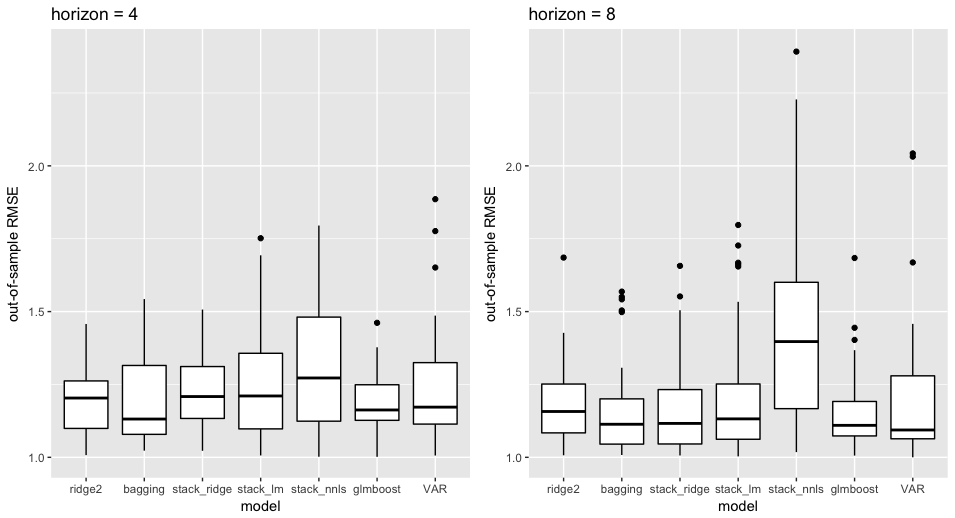 horizon = 4
out-of-sample RMSE
2.0
1.5
1.0
ridge2 bagging stack_ridge stack_lm stack_nnls glmboost VAR
model
horizon = 8
out-of-sample RMSE
2.0
1.5
1.0
ridge2 bagging stack_ridge stack_lm stack_nnls glmboost VAR
model